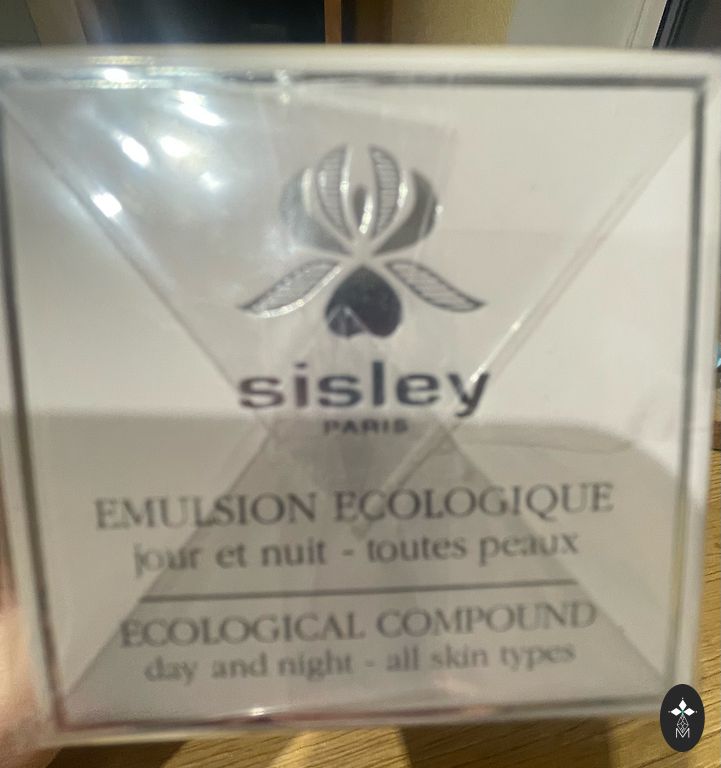 sisley
PARIS
EMULSION ECOLOGIQUE
jour et nuit - toutes peaux
ECOLOGICAL COMPOUND
day and night - all skin types
M